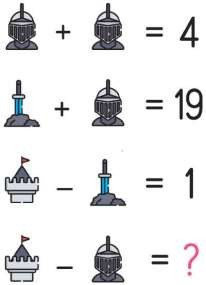 + = 4
+ = 19
– = 1
– = ?